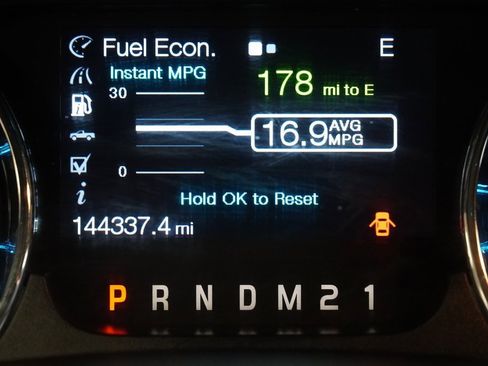 Fuel Econ. E
Instant MPG
178 mi to E
30
16.9 AVG MPG
0
i
Hold OK to Reset
144337.4 mi
P R N D M 2 1